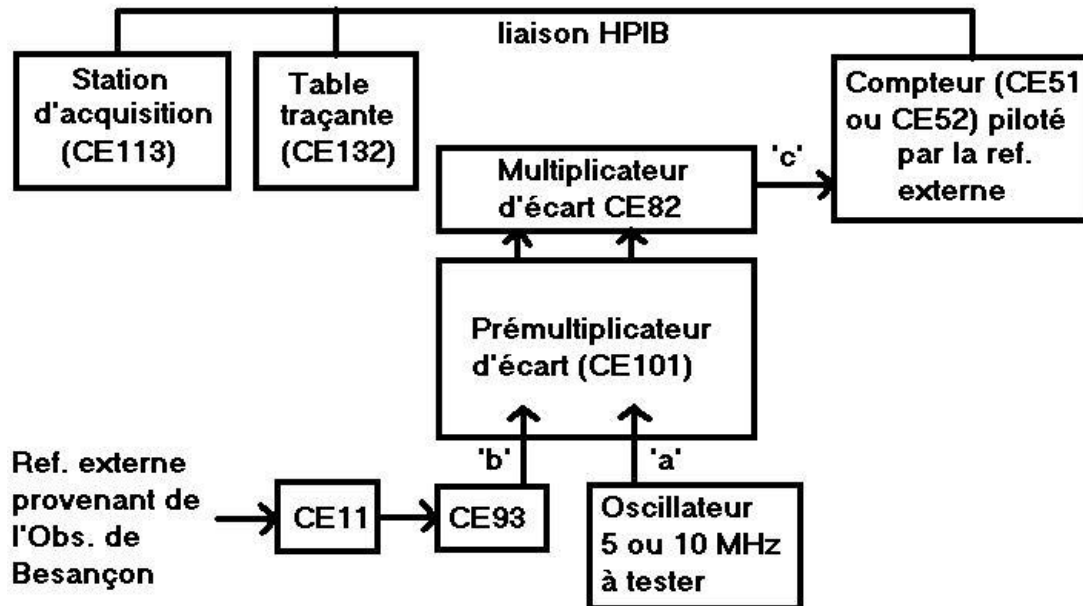 liaison HPIB
Station
d'acquisition
(CE113)
Table
traçante
(CE132)
Compteur (CE51
ou CE52) piloté
par la ref.
externe
Multiplicateur
d'écart CE82
'c'
Prémultiplicateur
d'écart (CE101)
'b'
'a'
Ref. externe
provenant de
l'Obs. de
Besançon
CE11
CE93
Oscillateur
5 ou 10 MHz
à tester